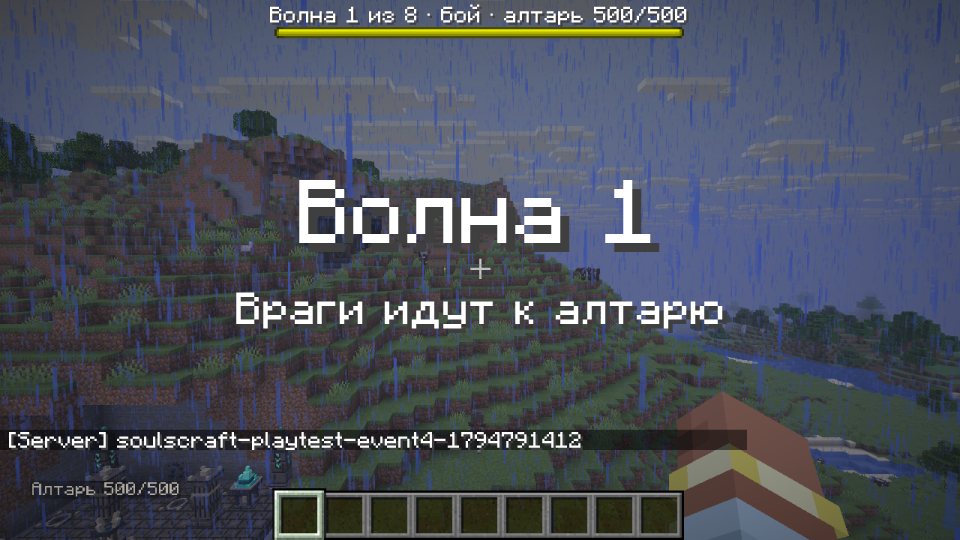 Волна 1 из 8 · бой · алтарь 500/500
Волна 1
Враги идут к алтарю
[Server] soulscraft-playtest-event4-1794791412
Алтарь 500/500